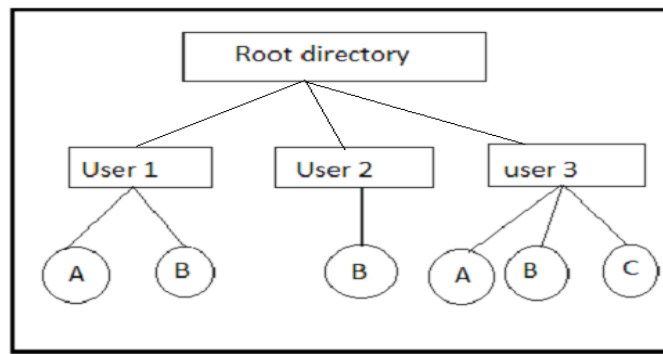 Root directory
User 1 User 2 user 3
A B B A B C